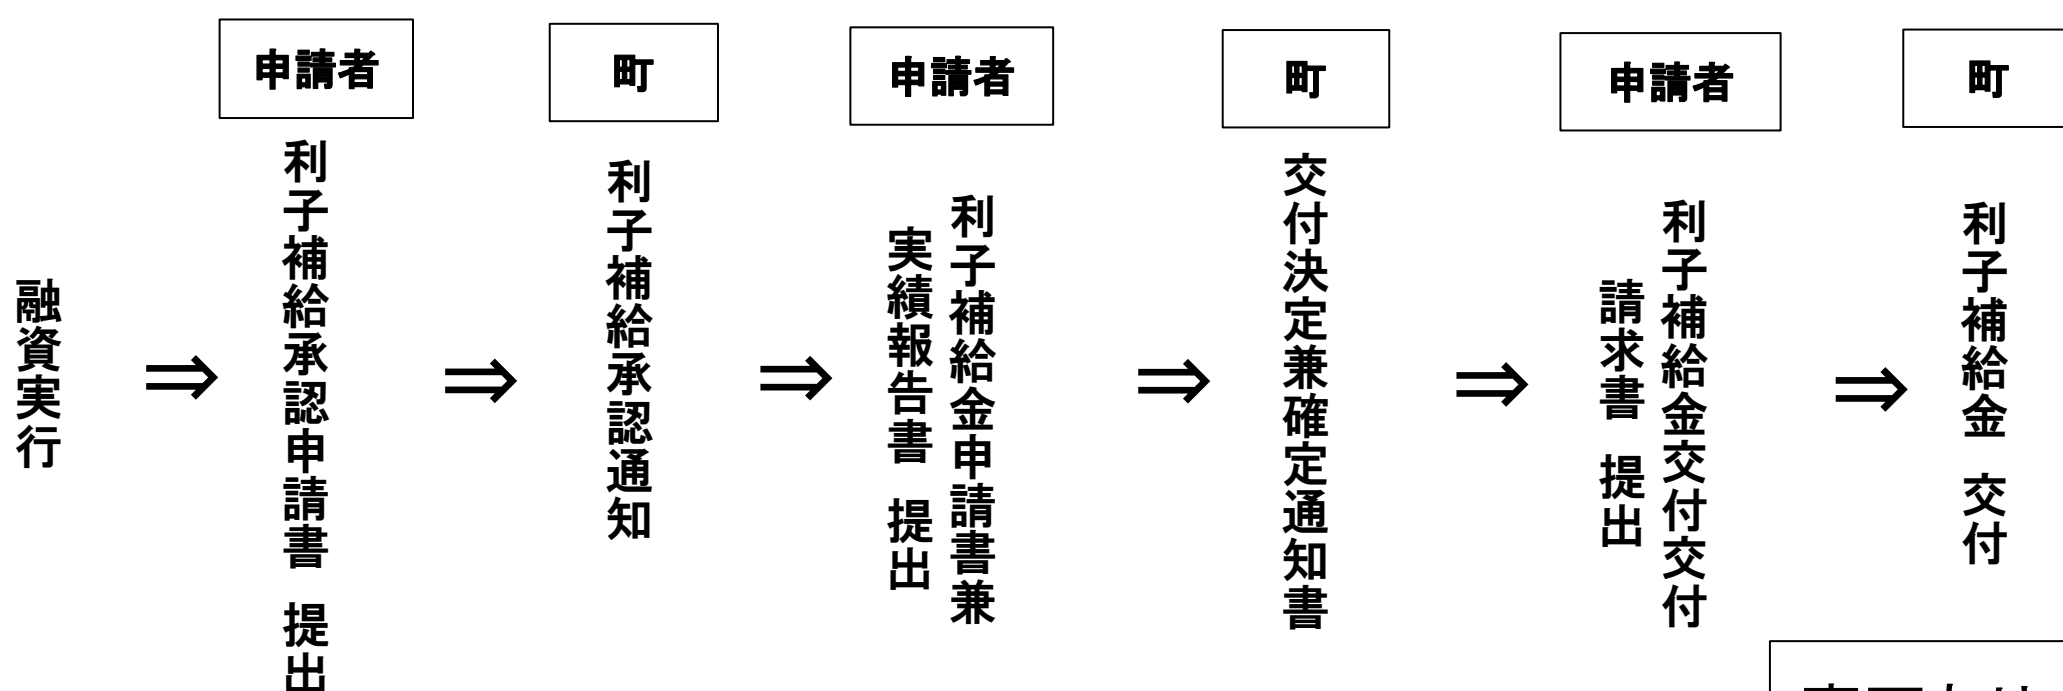 融資実行
⇒
申請者
利子補給承認申請書 提出
⇒
町
利子補給承認通知
⇒
申請者
利子補給金申請書兼
実績報告書 提出
⇒
町
交付決定兼確定通知書
⇒
申請者
利子補給金交付交付
請求書 提出
⇒
町
利子補給金 交付